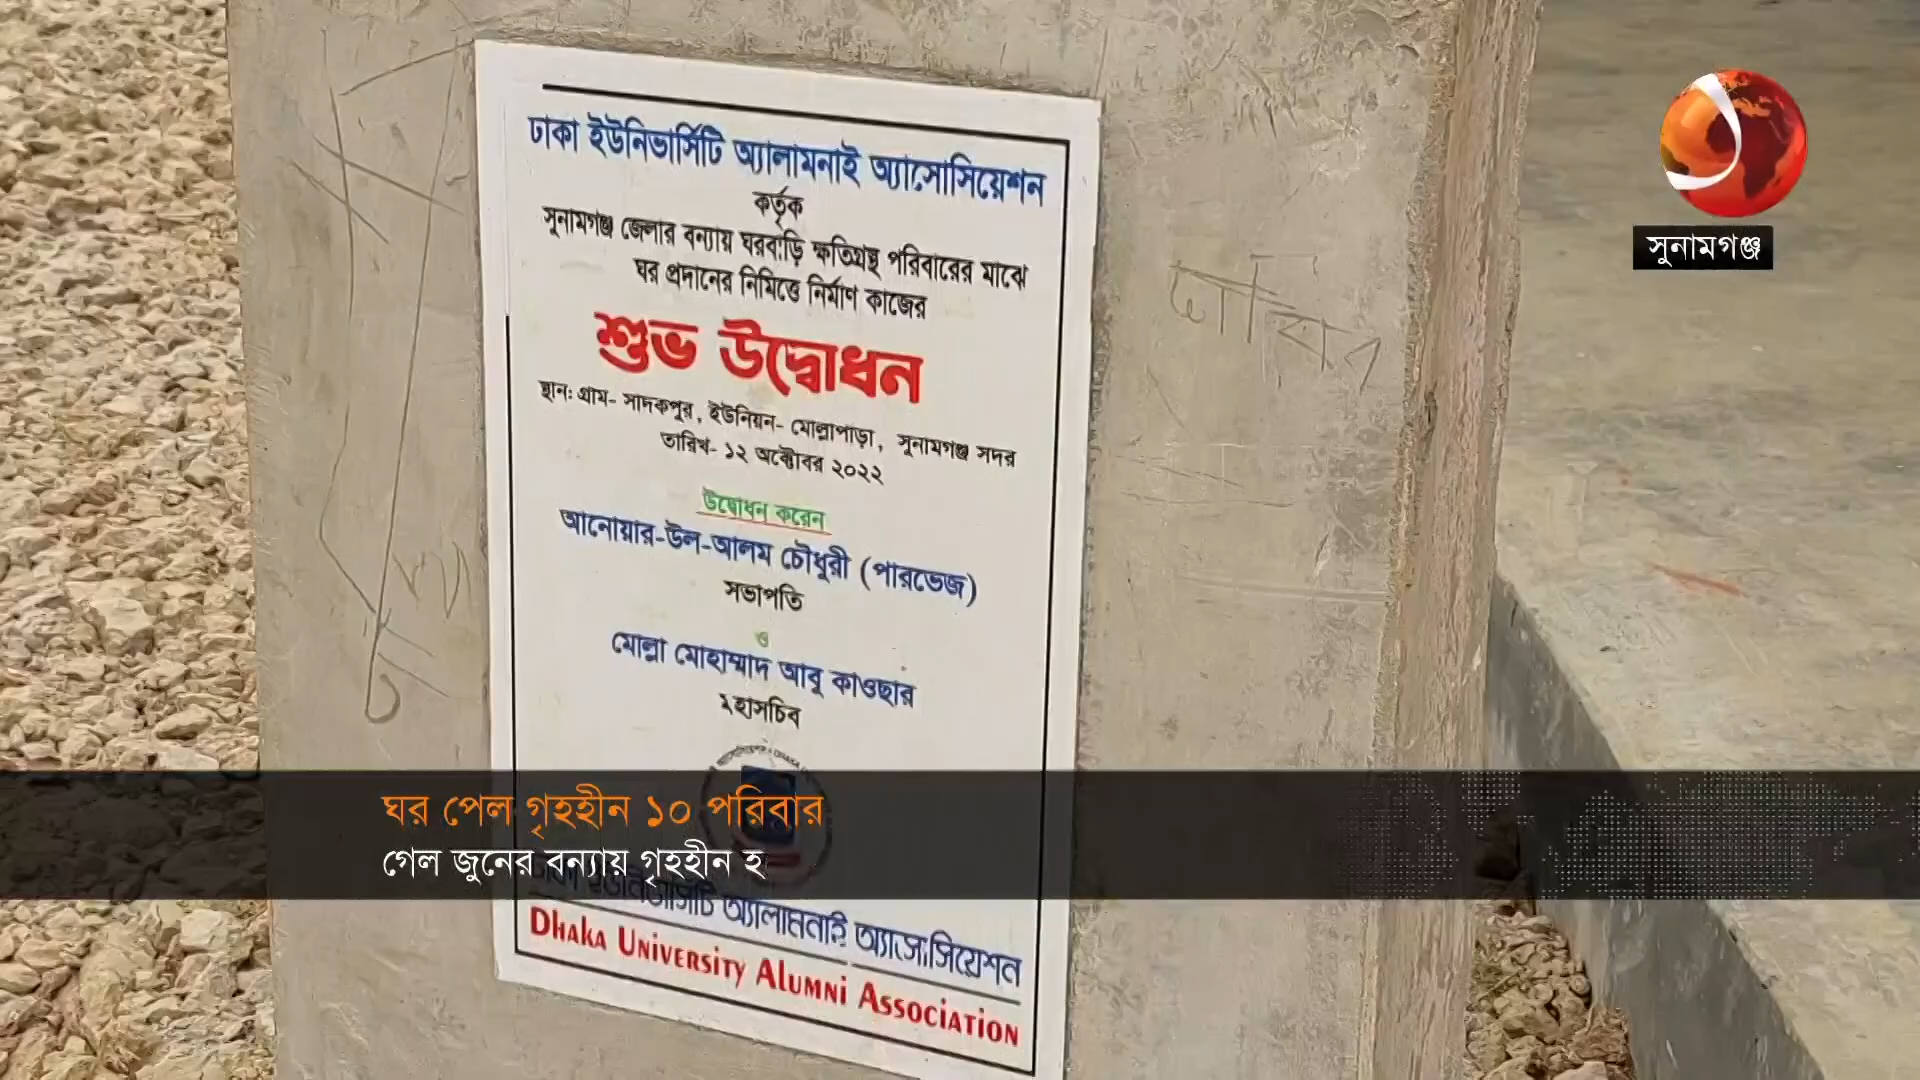 ঢাকা ইউনিভার্সিটি অ্যালামনাই অ্যাসোসিয়েশন
কর্তৃক
সুনামগঞ্জ জেলার বন্যায় ঘরবাড়ি ক্ষতিগ্রস্থ পরিবারের মাঝে
ঘর প্রদানের নিমিত্তে নির্মাণ কাজের
শুভ উদ্বোধন
স্থান: গ্রাম- সাদকপুর, ইউনিয়ন- মোল্লাপাড়া, সুনামগঞ্জ সদর
তারিখ- ১২ অক্টোবর ২০২২
উদ্বোধন করেন
আনোয়ার-উল-আলম চৌধুরী (পারভেজ)
সভাপতি
ও
মোল্লা মোহাম্মাদ আবু কাওছার
মহাসচিব
ঢাকা ইউনিভার্সিটি অ্যালামনাই অ্যাসোসিয়েশন
DHAKA UNIVERSITY ALUMNI ASSOCIATION
সুনামগঞ্জ
ঘর পেল গৃহহীন ১০ পরিবার
গেল জুনের বন্যায় গৃহহীন হ